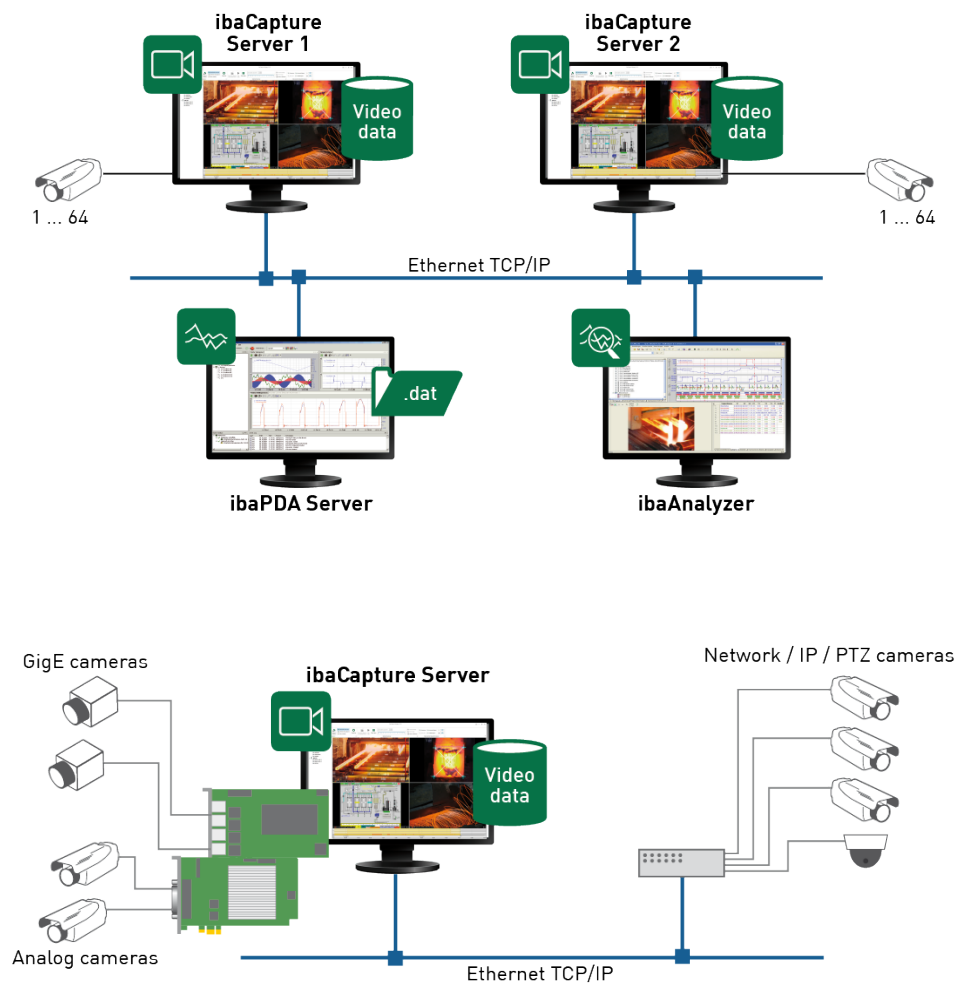 ibaCapture
Server 1
ibaCapture
Server 2
Video
data
Video
data
1 ... 64
1 ... 64
Ethernet TCP/IP
.dat
ibaPDA Server
ibaAnalyzer
GigE cameras
ibaCapture Server
Network / IP / PTZ cameras
Video
data
Analog cameras
Ethernet TCP/IP